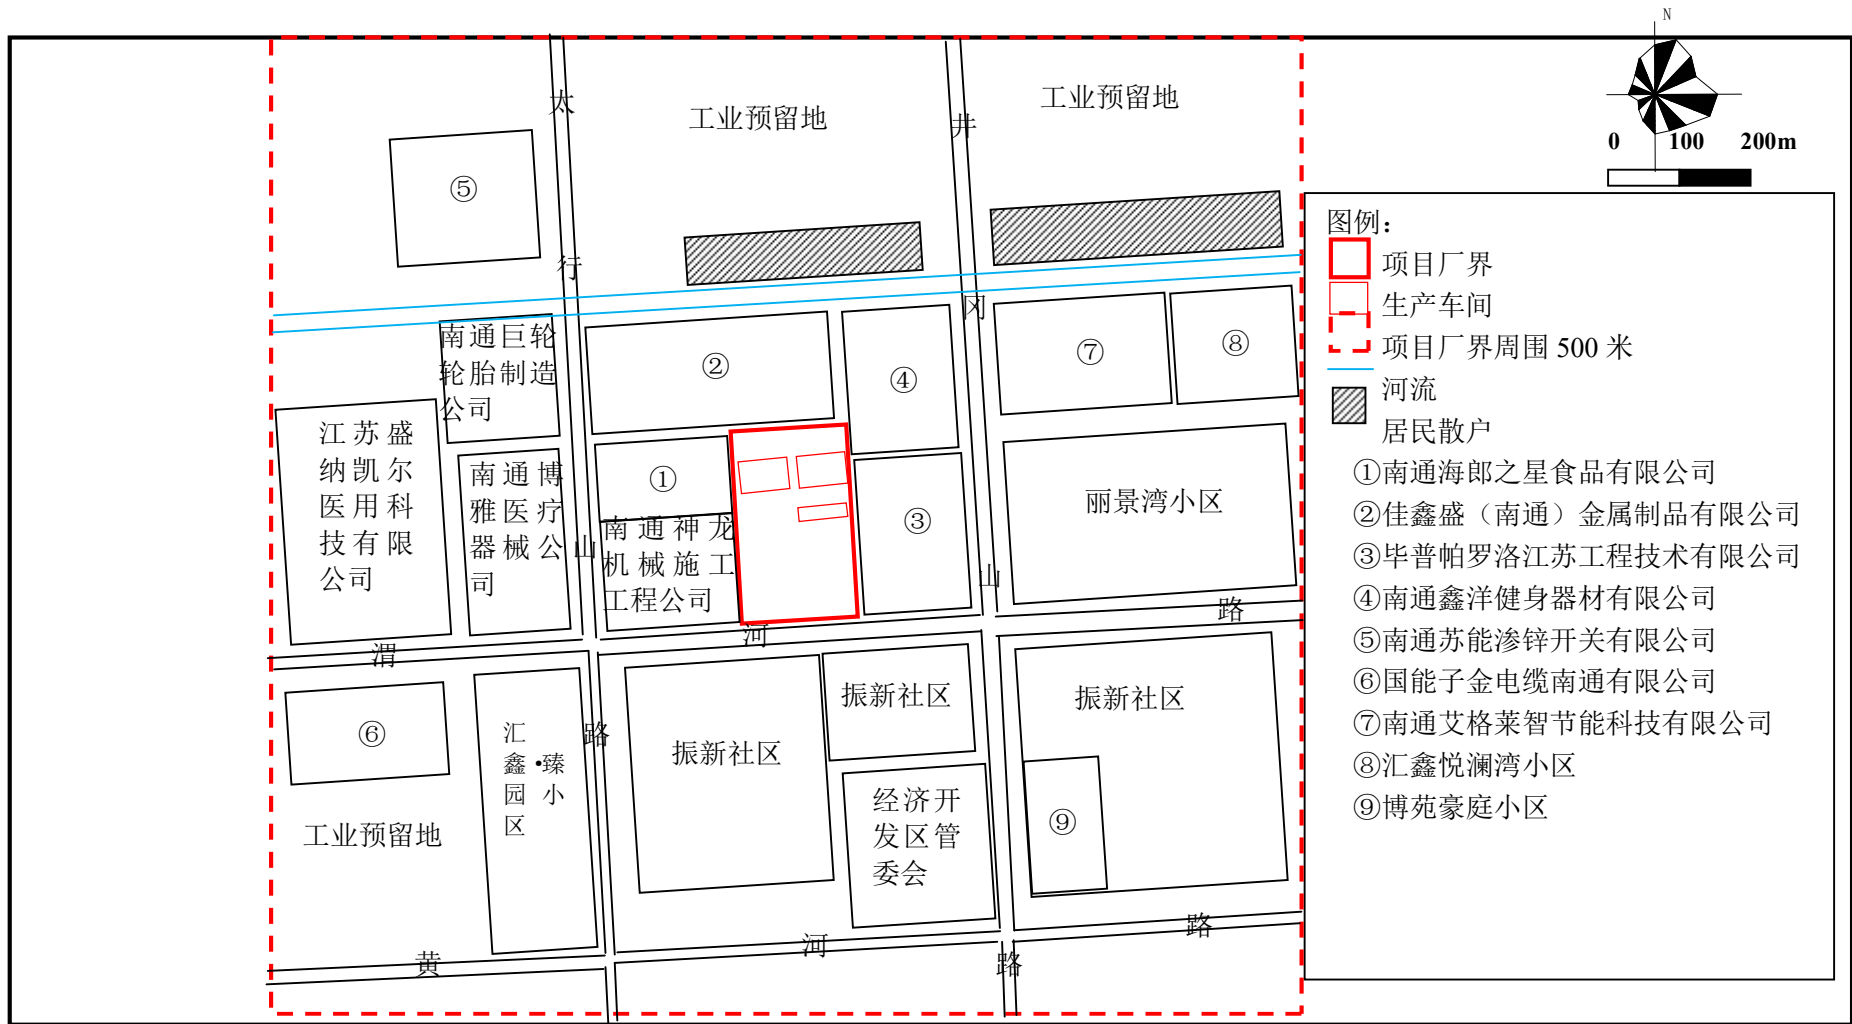 N
0 100 200m
工业预留地
工业预留地
太
行
山
路
井
冈
山
路
⑤
②
④
⑦
⑧
南通巨轮
轮胎制造
公司
江苏盛
纳凯尔
医用科
技有限
公司
南通博
雅医疗
器械公
司
①
南通神龙
机械施工
工程公司
③
丽景湾小区
渭
河
路
⑥
工业预留地
汇
鑫·臻
园小
区
振新社区
振新社区
振新社区
经济开
发区管
委会
⑨
黄
河
路
图例：
项目厂界
生产车间
项目厂界周围 500 米
河流
居民散户
①南通海郎之星食品有限公司
②佳鑫盛（南通）金属制品有限公司
③毕普帕罗洛江苏工程技术有限公司
④南通鑫洋健身器材有限公司
⑤南通苏能渗锌开关有限公司
⑥国能子金电缆南通有限公司
⑦南通艾格莱智节能科技有限公司
⑧汇鑫悦澜湾小区
⑨博苑豪庭小区